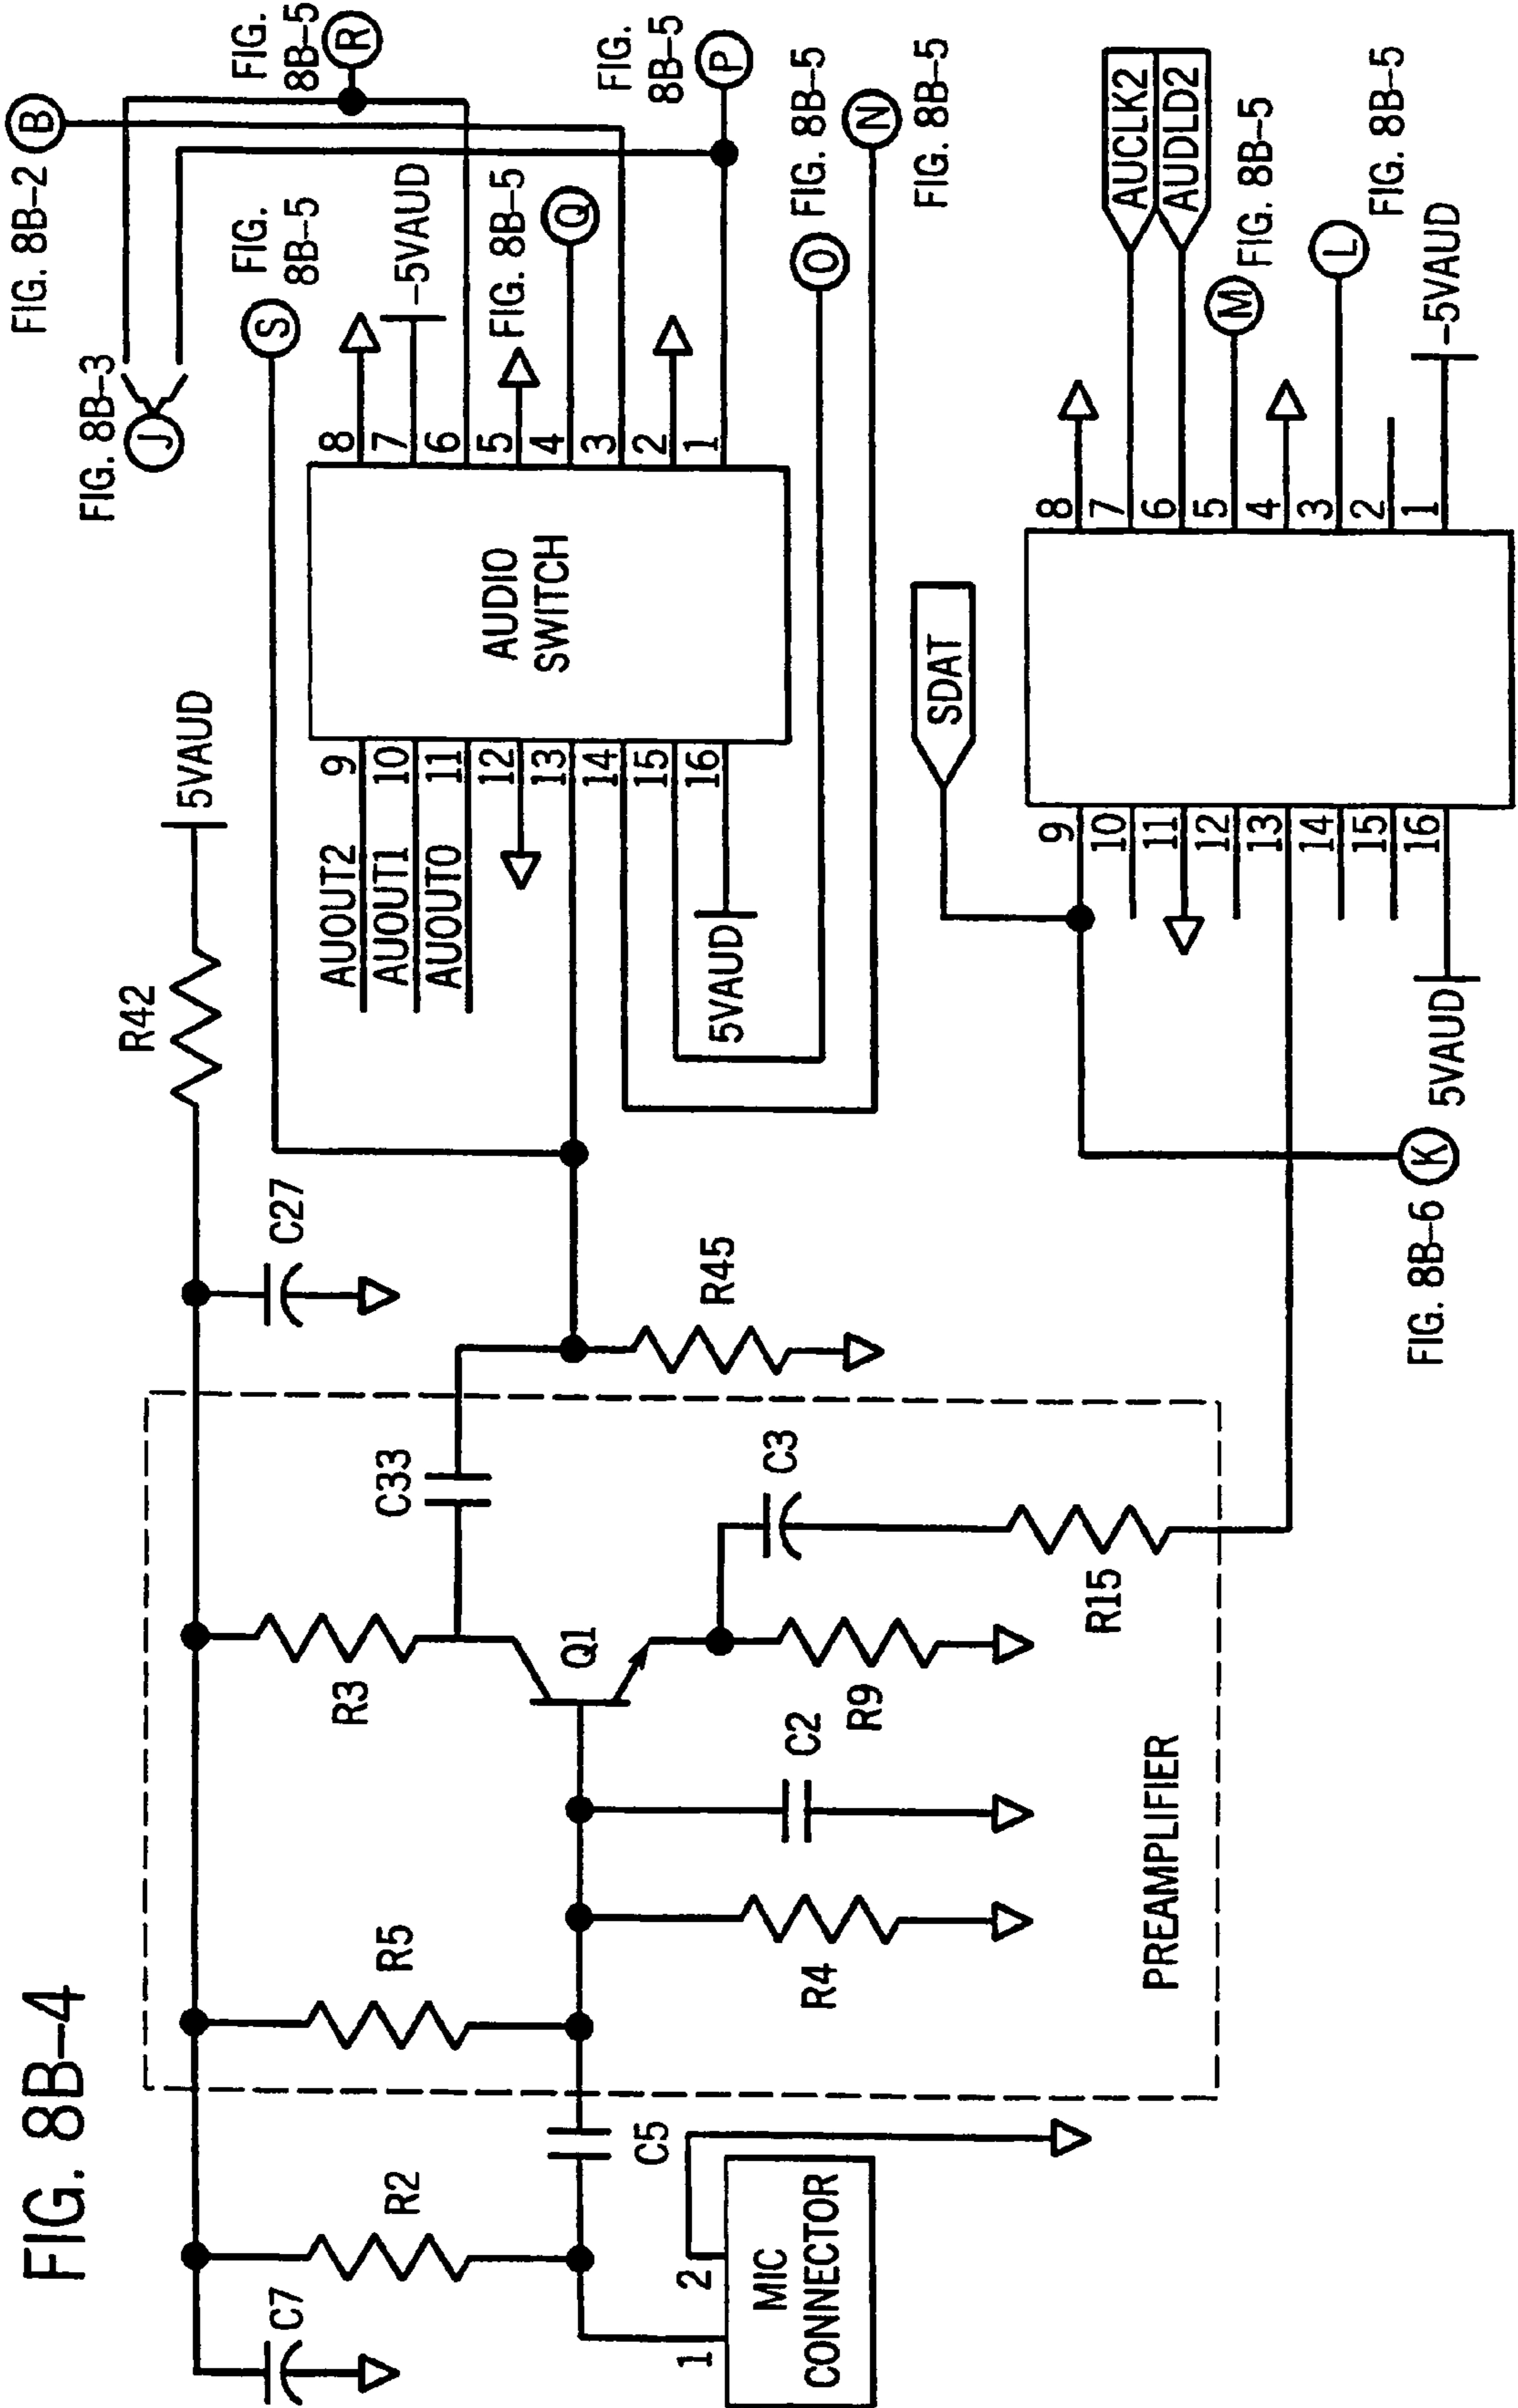 FIG. 8B-4
C7
R2
R5
R3
C27
R42
5VAUD
MIC
CONNECTOR
1
2
C5
R4
C2
Q1
R9
C33
C3
R15
R45
PREAMPLIFIER
AUOUT2
AUOUT1
AUOUT0
9
10
11
12
13
14
15
16
5VAUD
AUDIO
SWITCH
8
7
6
5
4
3
2
1
FIG. 8B-3
J
FIG. 8B-2
B
FIG.
8B-5
S
FIG.
8B-5
R
-5VAUD
FIG. 8B-5
Q
FIG.
8B-5
P
O
FIG. 8B-5
N
FIG. 8B-5
SDAT
9
10
11
12
13
14
15
16
5VAUD
FIG. 8B-6
K
8
7
6
5
4
3
2
1
AUCLK2
AUDLD2
M
FIG. 8B-5
L
FIG. 8B-5
-5VAUD